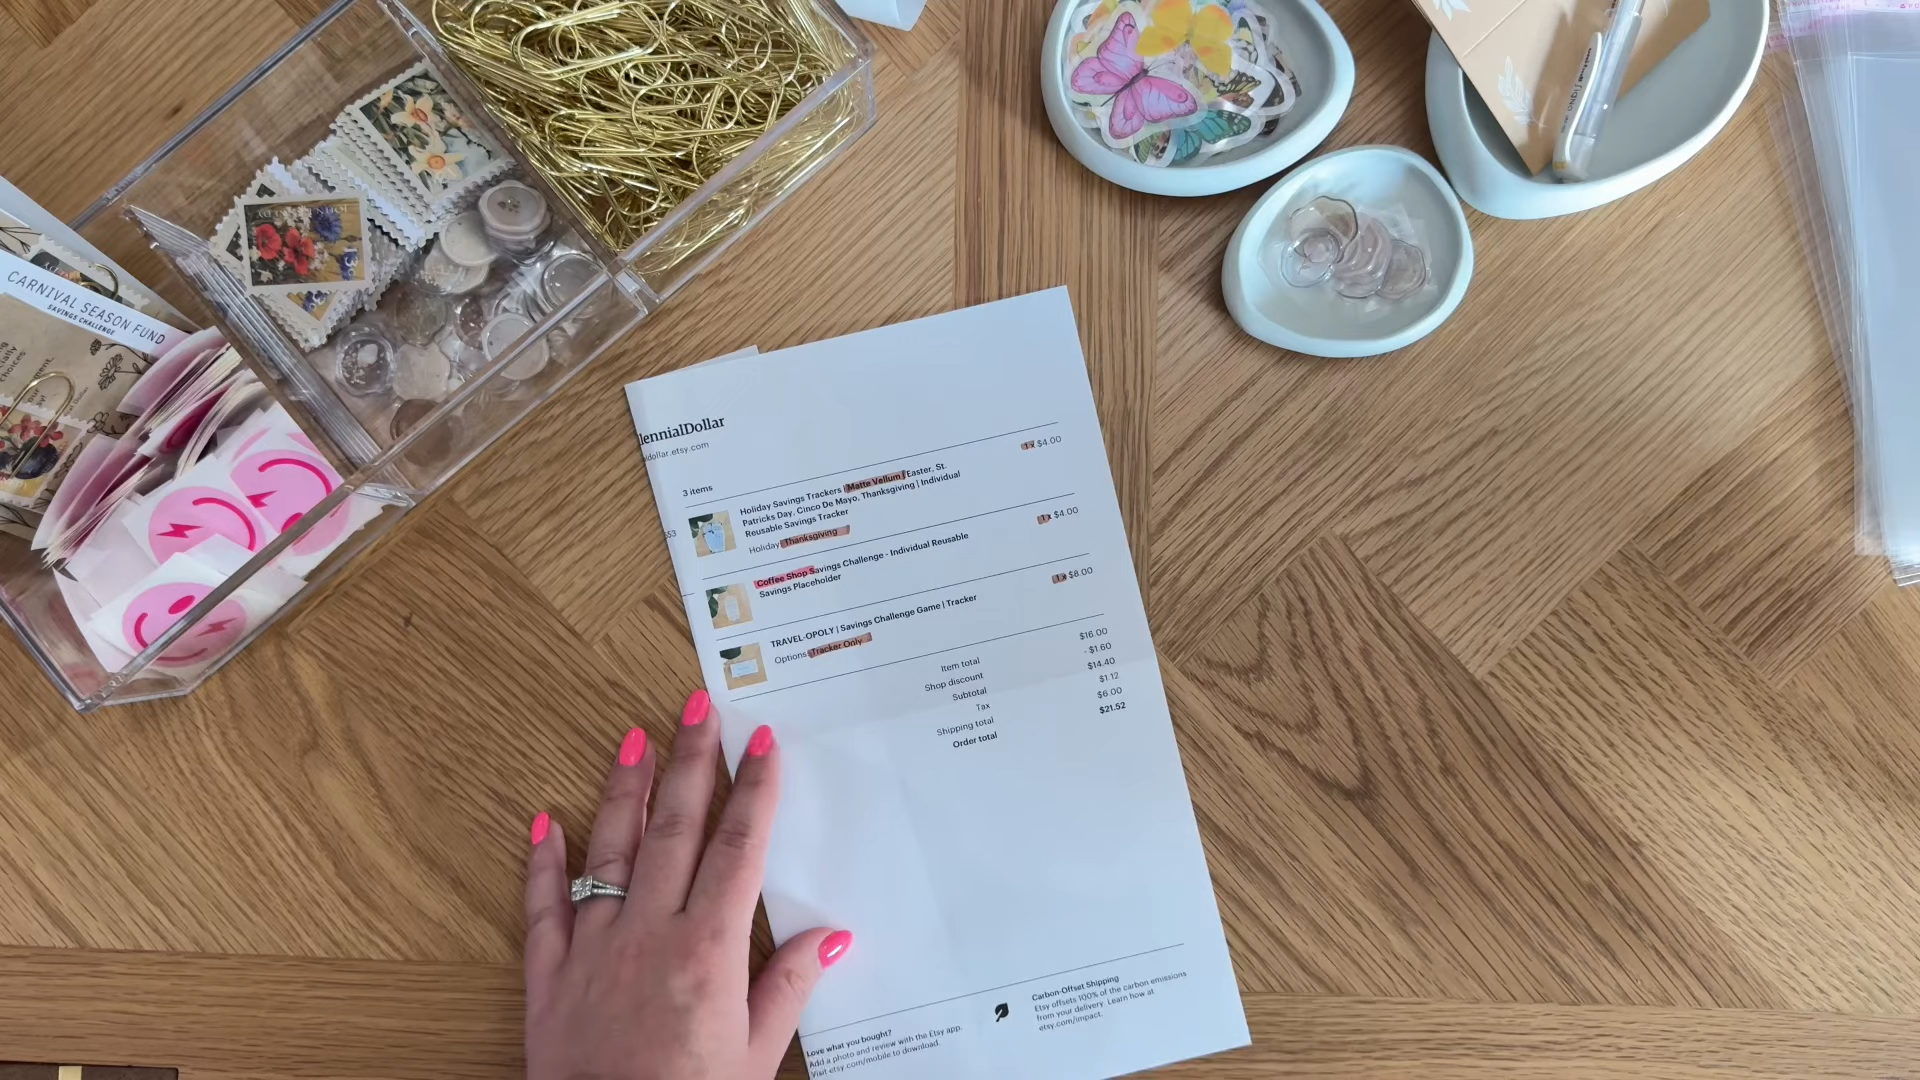 CARNIVAL SEASON FUND
SAVINGS CHALLENGE
lennialDollar
dollar.etsy.com
3 items
Holiday Savings Trackers | Matte Vellum | Easter, St.
Patricks Day, Cinco De Mayo, Thanksgiving | Individual
Reusable Savings Tracker
Holiday: Thanksgiving
1 x $4.00
Coffee Shop Savings Challenge - Individual Reusable
Savings Placeholder
1 x $4.00
TRAVEL-OPOLY | Savings Challenge Game | Tracker
Options: Tracker Only
1 x $8.00
Item total $16.00
Shop discount - $1.60
Subtotal $14.40
Tax $1.12
Shipping total $6.00
Order total $21.52
Love what you bought?
Add a photo and review with the Etsy app.
Visit etsy.com/mobile to download.
Carbon-Offset Shipping
Etsy offsets 100% of the carbon emissions
from your delivery. Learn how at
etsy.com/impact.